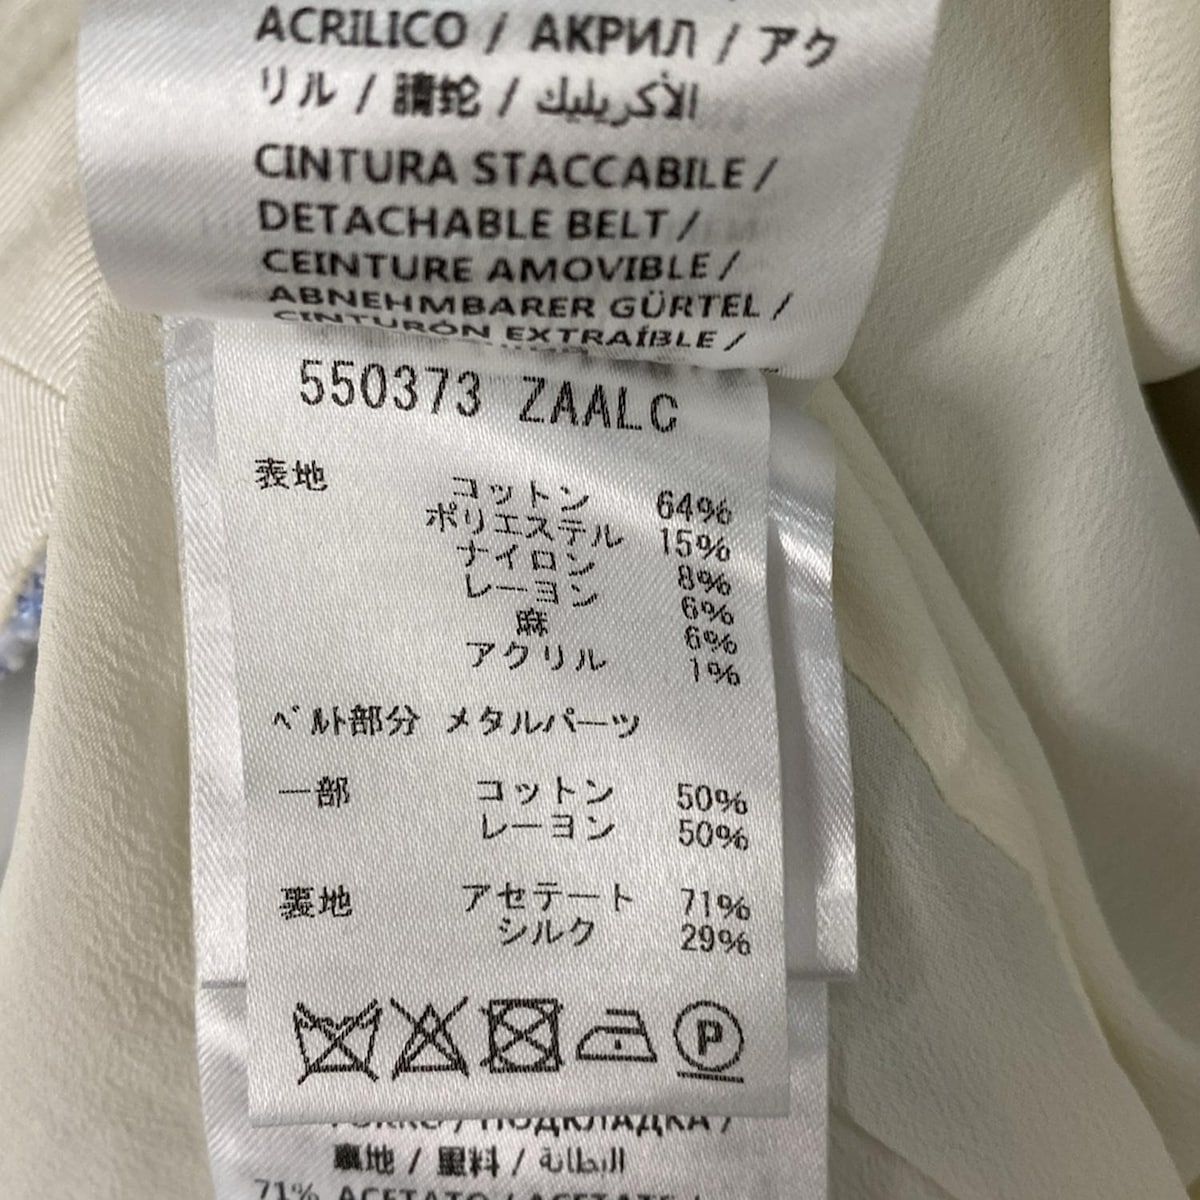 ACRILICO / АКРИЛ / アク
リル / 請纶 / الأكريليك
CINTURA STACCABILE /
DETACHABLE BELT /
CEINTURE AMOVIBLE /
ABNEHMBARER GÜRTEL /
CINTURÓN EXTRAÍBLE /
550373 ZAALC
表地 コットン 64%
ポリエステル 15%
ナイロン 8%
レーヨン 6%
麻 6%
アクリル 1%
ベルト部分 メタルパーツ
一部 コットン 50%
レーヨン 50%
裏地 アセテート 71%
シルク 29%
P
/ ПОДКЛАДКА /
裏地 / 里料 / البطانة
71% ACETATO / ACETATE /